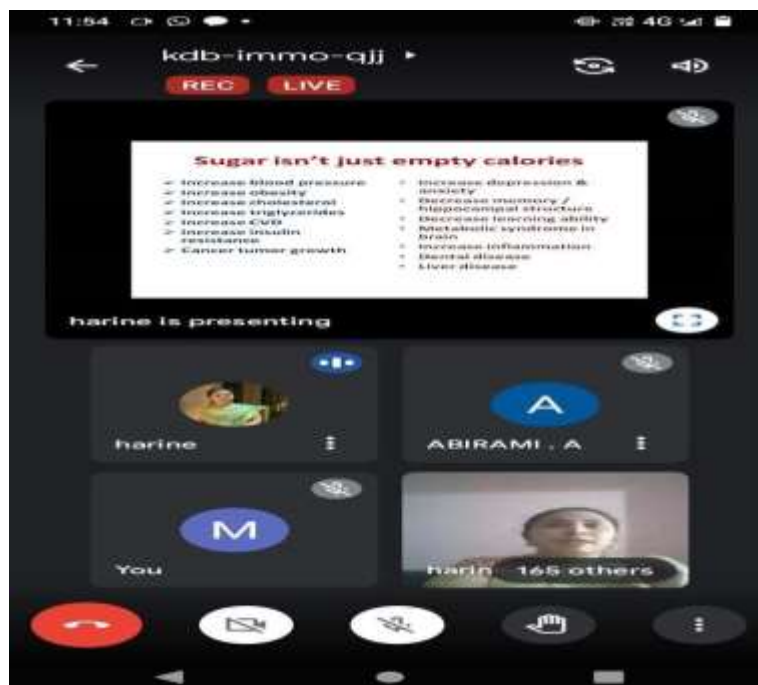 11:54
4G
kdb-immo-qjj
REC LIVE
Sugar isn't just empty calories
Increase blood pressure
Increase obesity
Increase cholesterol
Increase triglycerides
Increase CVD
Increase insulin
resistance
Cancer tumor growth
Increase depression &
anxiety
Decrease memory /
hippocampal structure
Decrease learning ability
Metabolic syndrome in
brain
Increase inflammation
Dental disease
Liver disease
harine is presenting
harine
A
ABIRAMI . A
M
You
harin
165 others